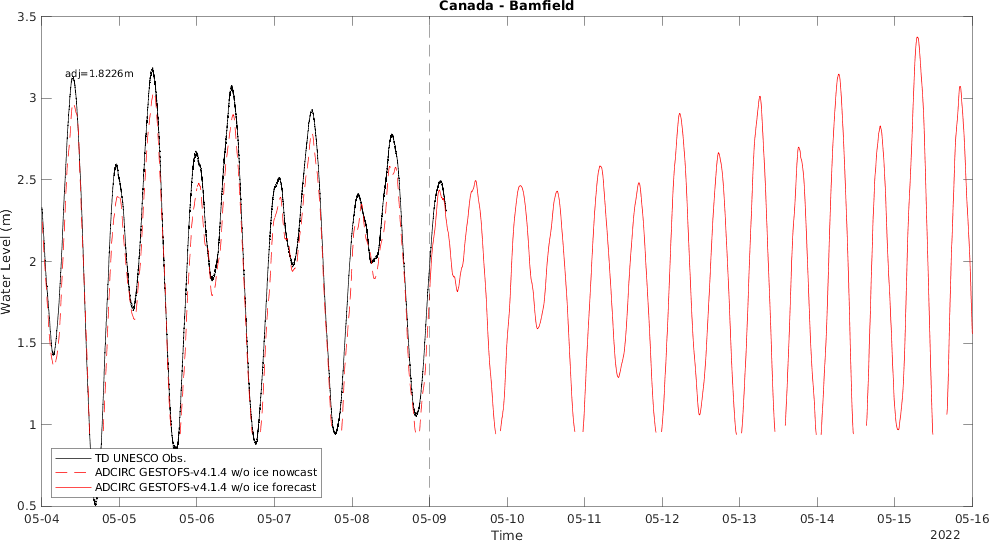 Canada - Bamfield
adj=1.8226m
3.5
3
2.5
2
1.5
1
0.5
Water Level (m)
TD UNESCO Obs.
ADCIRC GESTOFS-v4.1.4 w/o ice nowcast
ADCIRC GESTOFS-v4.1.4 w/o ice forecast
05-04 05-05 05-06 05-07 05-08 05-09 05-10 05-11 05-12 05-13 05-14 05-15 05-16
Time
2022